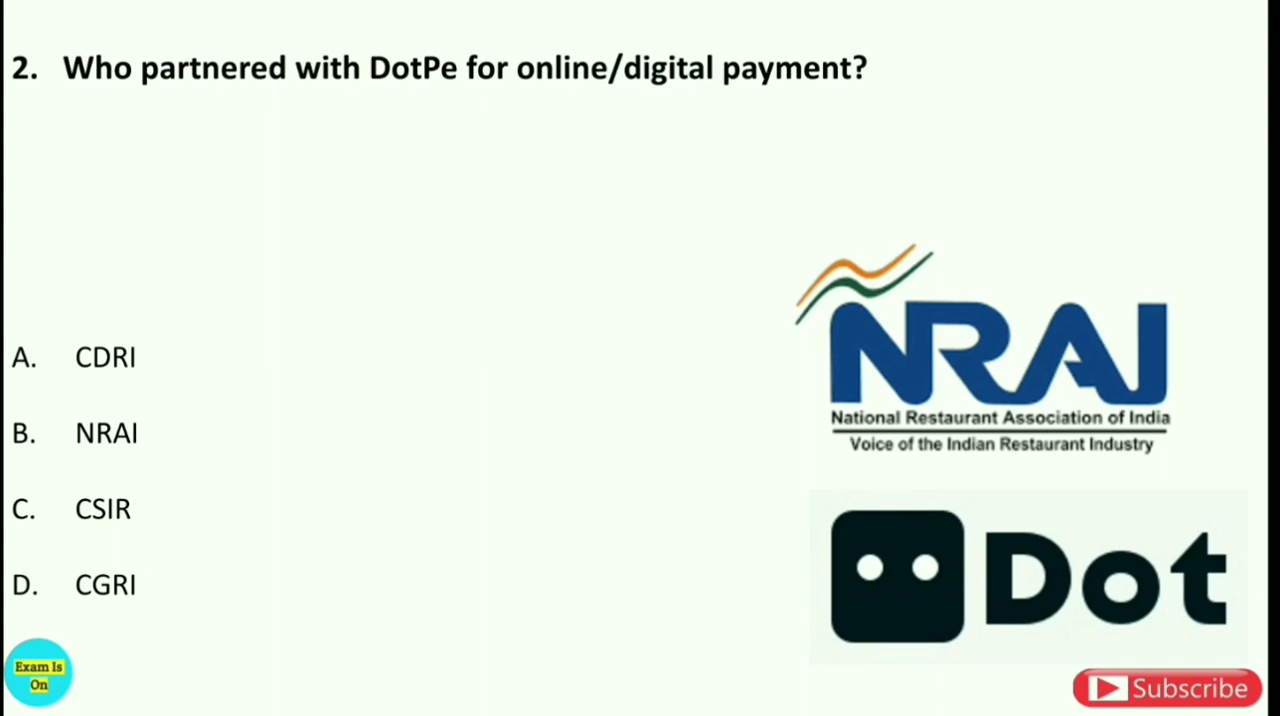 2. Who partnered with DotPe for online/digital payment?
A. CDRI
B. NRAI
C. CSIR
D. CGRI
NRAI
National Restaurant Association of India
Voice of the Indian Restaurant Industry
Dot
Exam Is
On
Subscribe